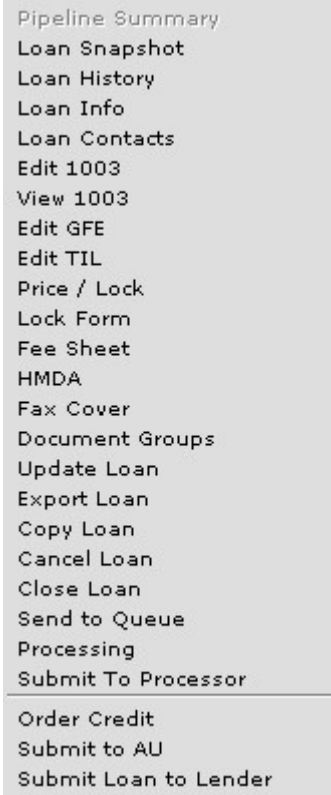 Pipeline Summary
Loan Snapshot
Loan History
Loan Info
Loan Contacts
Edit 1003
View 1003
Edit GFE
Edit TIL
Price / Lock
Lock Form
Fee Sheet
HMDA
Fax Cover
Document Groups
Update Loan
Export Loan
Copy Loan
Cancel Loan
Close Loan
Send to Queue
Processing
Submit To Processor
Order Credit
Submit to AU
Submit Loan to Lender